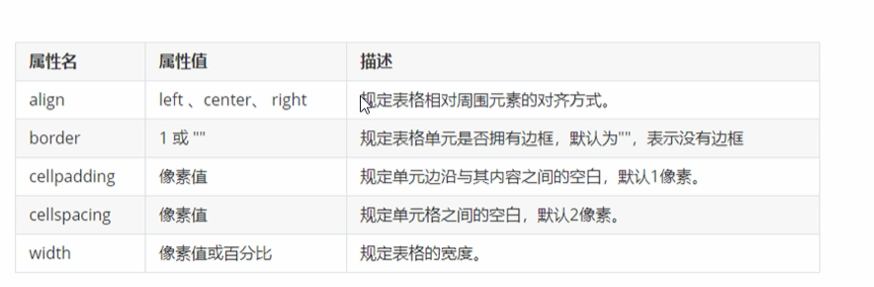 属性名 属性值 描述
align left 、center、 right 规定表格相对周围元素的对齐方式。
border 1 或 "" 规定表格单元是否拥有边框，默认为""，表示没有边框
cellpadding 像素值 规定单元边沿与其内容之间的空白，默认1像素。
cellspacing 像素值 规定单元格之间的空白，默认2像素。
width 像素值或百分比 规定表格的宽度。